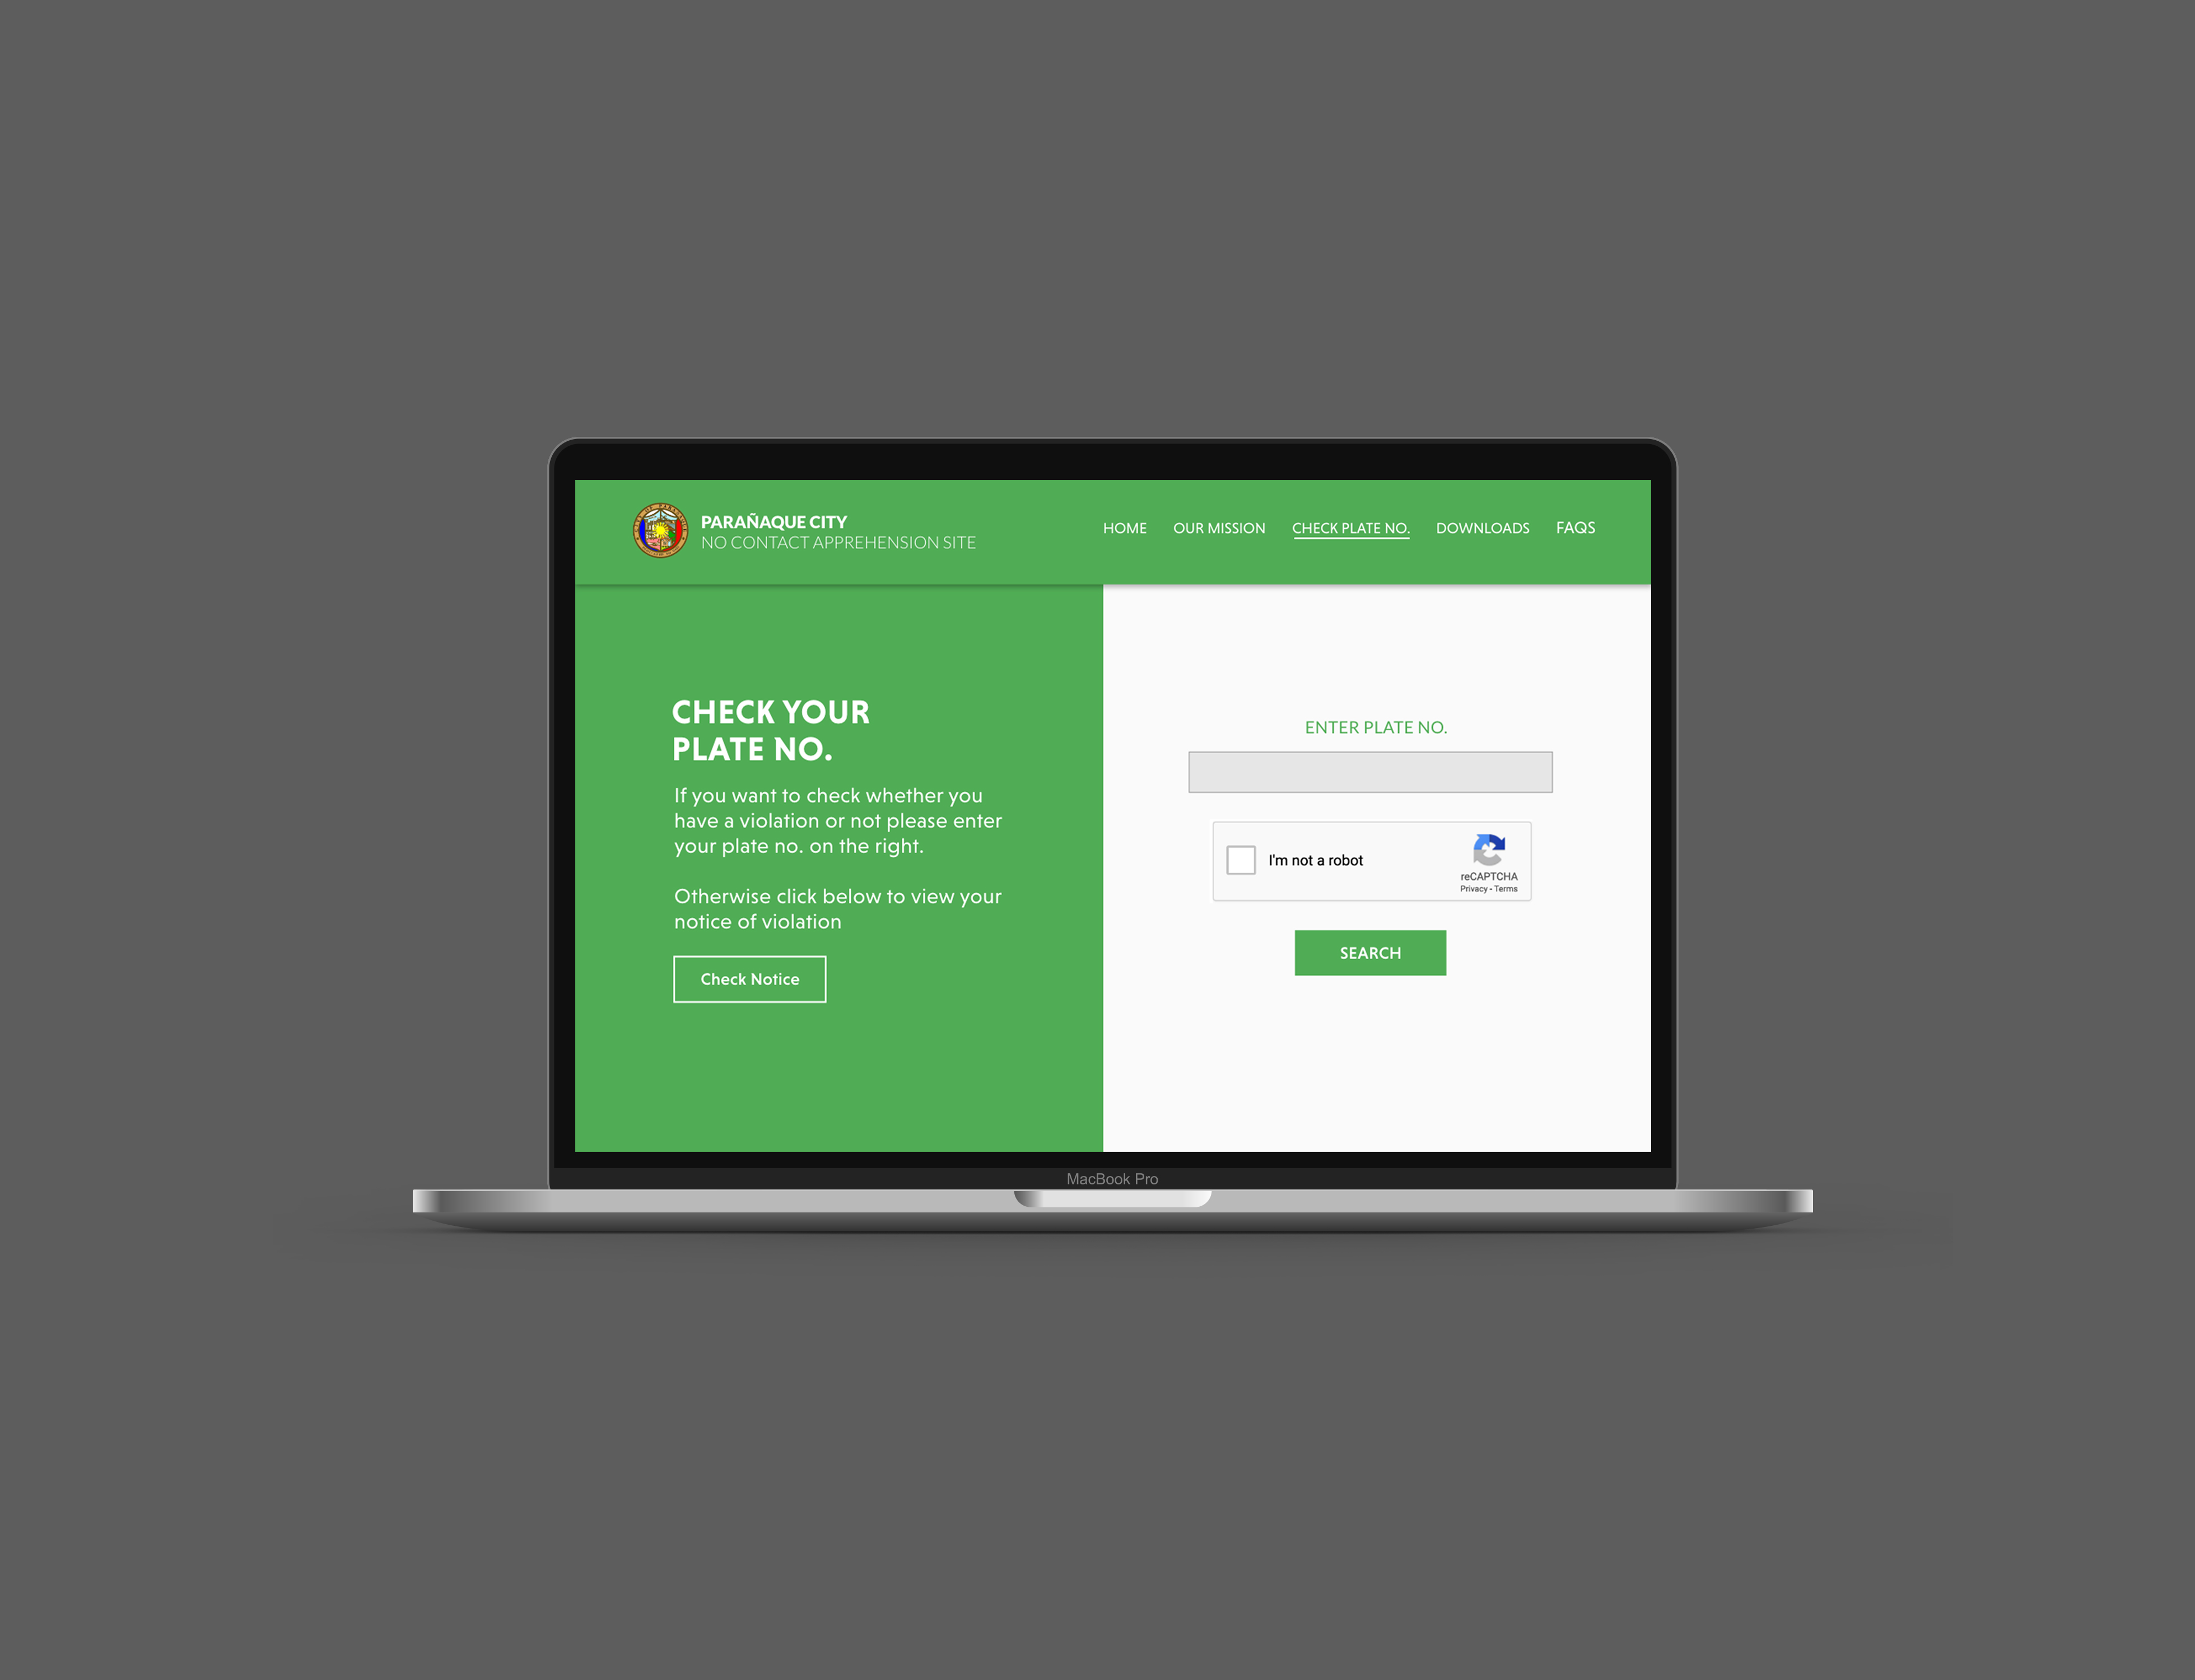 PARAÑAQUE CITY
NO CONTACT APPREHENSION SITE
HOME OUR MISSION CHECK PLATE NO. DOWNLOADS FAQS
CHECK YOUR
PLATE NO.
If you want to check whether you
have a violation or not please enter
your plate no. on the right.
Otherwise click below to view your
notice of violation
Check Notice
ENTER PLATE NO.
I'm not a robot
reCAPTCHA
Privacy - Terms
SEARCH
MacBook Pro